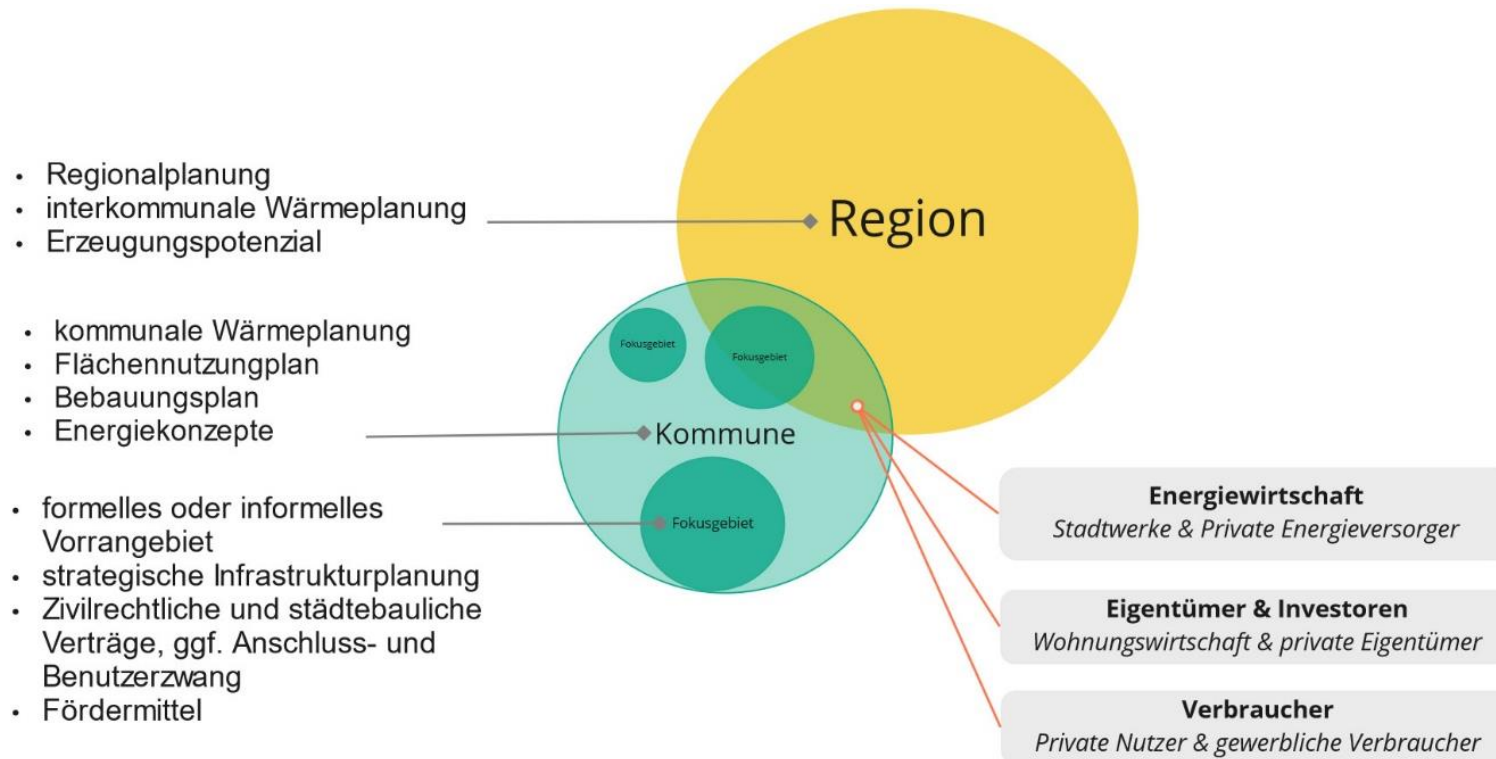 • Regionalplanung
• interkommunale Wärmeplanung
• Erzeugungspotenzial
Region
• kommunale Wärmeplanung
• Flächennutzungplan
• Bebauungsplan
• Energiekonzepte
Fokusgebiet
Fokusgebiet
Kommune
• formelles oder informelles
Vorrangebiet
• strategische Infrastrukturplanung
• Zivilrechtliche und städtebauliche
Verträge, ggf. Anschluss- und
Benutzerzwang
• Fördermittel
Fokusgebiet
Energiewirtschaft
Stadtwerke & Private Energieversorger
Eigentümer & Investoren
Wohnungswirtschaft & private Eigentümer
Verbraucher
Private Nutzer & gewerbliche Verbraucher